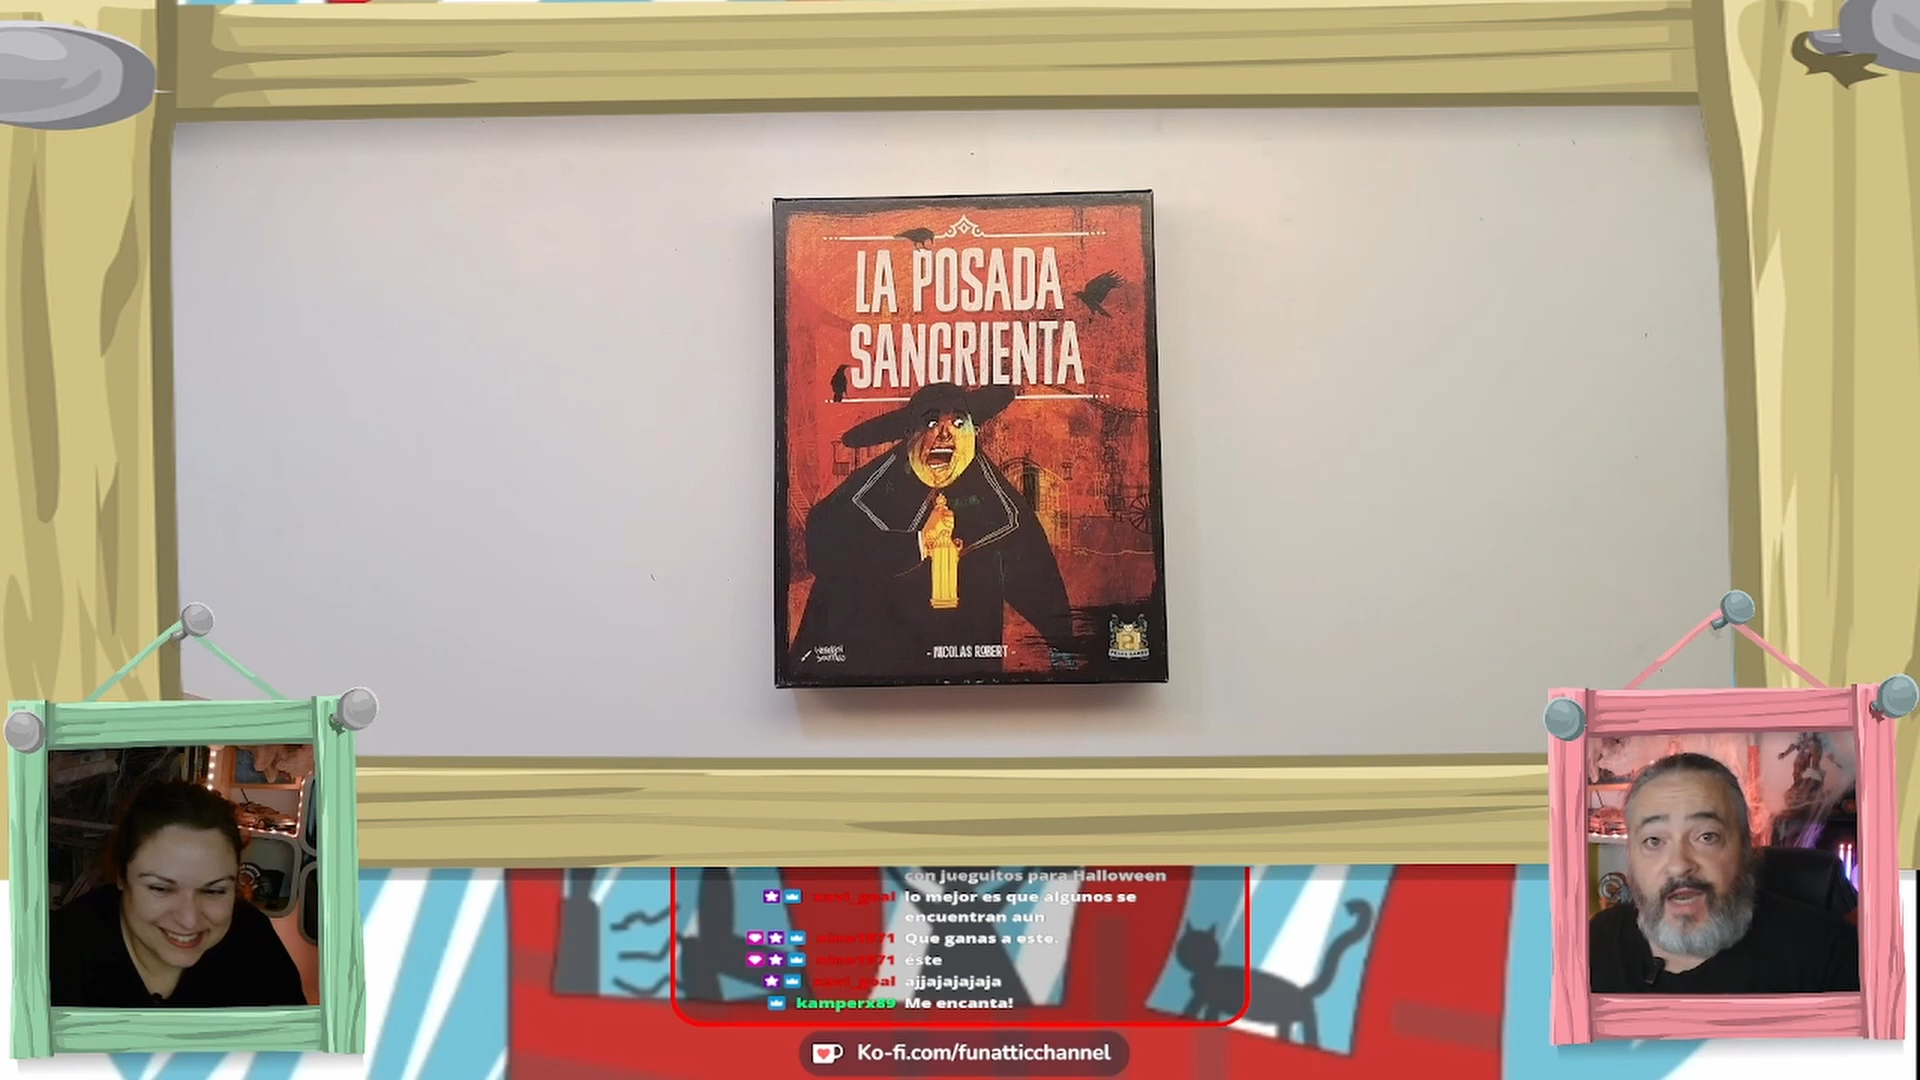 LA POSADA
SANGRIENTA
- NICOLAS ROBERT -
con jueguitos para Halloween
lo mejor es que algunos se
encuentran aun
Que ganas a este.
éste
ajjajajajaja
kamperx89 Me encanta!
Ko-fi.com/funatticchannel